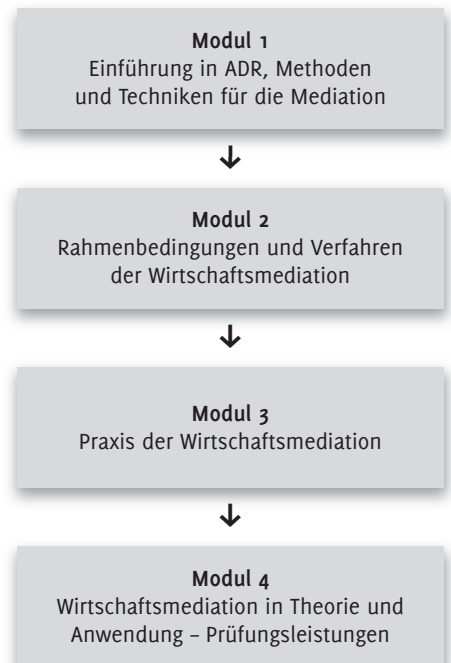 Modul 1
Einführung in ADR, Methoden
und Techniken für die Mediation
Modul 2
Rahmenbedingungen und Verfahren
der Wirtschaftsmediation
Modul 3
Praxis der Wirtschaftsmediation
Modul 4
Wirtschaftsmediation in Theorie und
Anwendung – Prüfungsleistungen